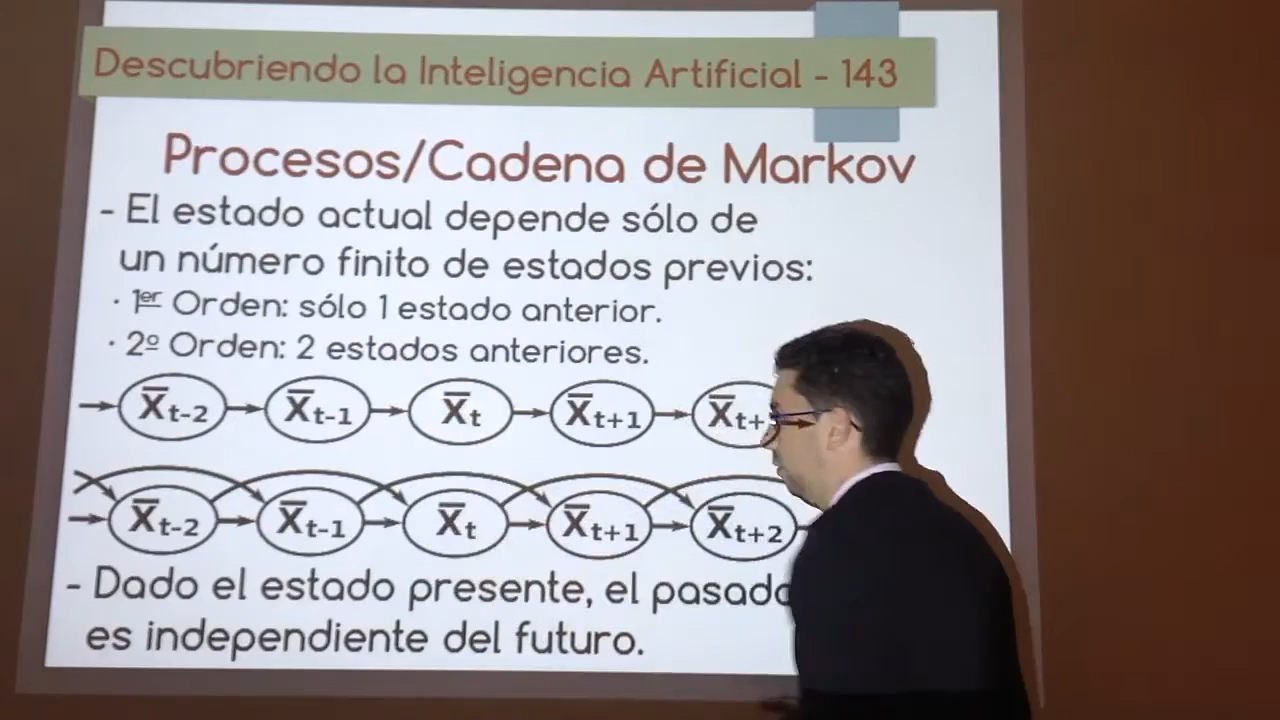 Descubriendo la Inteligencia Artificial - 143
Procesos/Cadena de Markov
- El estado actual depende sólo de
un número finito de estados previos:
· 1er Orden: sólo 1 estado anterior.
· 2º Orden: 2 estados anteriores.
X̅t-2 X̅t-1 X̅t X̅t+1 X̅t+
X̅t-2 X̅t-1 X̅t X̅t+1 X̅t+2
- Dado el estado presente, el pasado
es independiente del futuro.